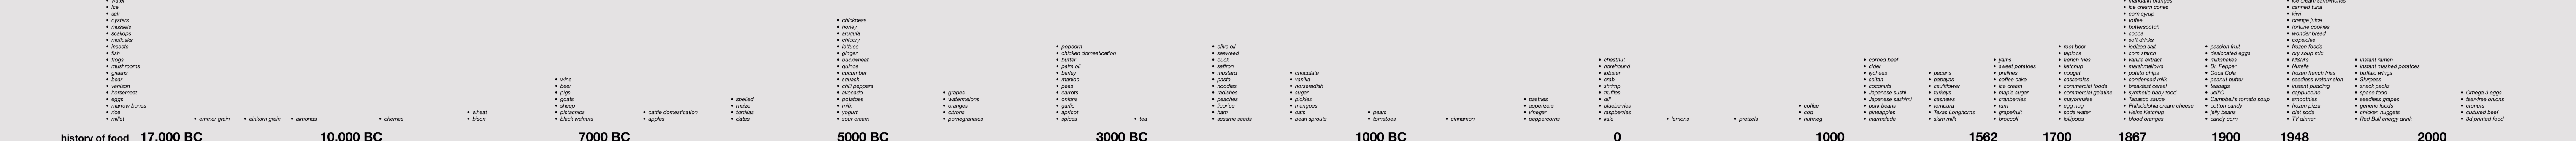 water
• ice
• salt
• oysters
• mussels
• scallops
• mollusks
• insects
• fish
• frogs
• mushrooms
• greens
• bear
• venison
• horsemeat
• eggs
• marrow bones
• rice
• millet
• emmer grain
• einkorn grain
• almonds
• cherries
• wheat
• bison
• wine
• beer
• pigs
• goats
• sheep
• pistachios
• black walnuts
• cattle domestication
• apples
• spelled
• maize
• tortillas
• dates
• chickpeas
• honey
• arugula
• chicory
• lettuce
• ginger
• buckwheat
• quinoa
• cucumber
• squash
• chili peppers
• avocado
• potatoes
• milk
• yogurt
• sour cream
• grapes
• watermelons
• oranges
• citrons
• pomegranates
• popcorn
• chicken domestication
• butter
• palm oil
• barley
• manioc
• peas
• carrots
• onions
• garlic
• apricot
• spices
• tea
• olive oil
• seaweed
• duck
• saffron
• mustard
• pasta
• noodles
• radishes
• peaches
• licorice
• ham
• sesame seeds
• chocolate
• vanilla
• horseradish
• sugar
• pickles
• mangoes
• oats
• bean sprouts
• pears
• tomatoes
• cinnamon
• pastries
• appetizers
• vinegar
• peppercorns
• chestnut
• horehound
• lobster
• crab
• shrimp
• truffles
• dill
• blueberries
• raspberries
• kale
• lemons
• pretzels
• coffee
• cod
• nutmeg
• corned beef
• cider
• lychees
• seitan
• coconuts
• Japanese sushi
• Japanese sashimi
• pork beans
• pineapples
• marmalade
• pecans
• papayas
• turkeys
• cashews
• tempura
• Texas Longhorns
• skim milk
• yams
• sweet potatoes
• pralines
• coffee cake
• ice cream
• maple sugar
• cranberries
• rum
• grapefruit
• broccoli
• root beer
• tapioca
• french fries
• ketchup
• nougat
• casseroles
• commercial foods
• commercial gelatine
• mayonnaise
• egg nog
• soda water
• lollipops
mandarin oranges
• ice cream cones
• corn syrup
• toffee
• butterscotch
• cocoa
• soft drinks
• iodized salt
• corn starch
• vanilla extract
• marshmallows
• potato chips
• condensed milk
• breakfast cereal
• synthetic baby food
• Tabasco sauce
• Philadelphia cream cheese
• Heinz Ketchup
• blood oranges
• passion fruit
• desiccated eggs
• milkshakes
• Dr. Pepper
• Coca Cola
• peanut butter
• teabags
• Jell'O
• Campbell's tomato soup
• cotton candy
• jelly beans
• candy corn
ice cream sandwiches
• canned tuna
• kiwi
• orange juice
• fortune cookies
• wonder bread
• popsicles
• frozen foods
• dry soup mix
• M&M's
• Nutella
• frozen french fries
• seedless watermelon
• instant pudding
• cappuccino
• smoothies
• frozen pizza
• diet soda
• TV dinner
• instant ramen
• instant mashed potatoes
• buffalo wings
• Slurpees
• snack packs
• space food
• seedless grapes
• generic foods
• chicken nuggets
• Red Bull energy drink
• Omega 3 eggs
• tear-free onions
• cronuts
• cultured beef
• 3d printed food
history of food 17,000 BC 10,000 BC 7000 BC 5000 BC 3000 BC 1000 BC 0 1000 1562 1700 1867 1900 1948 2000